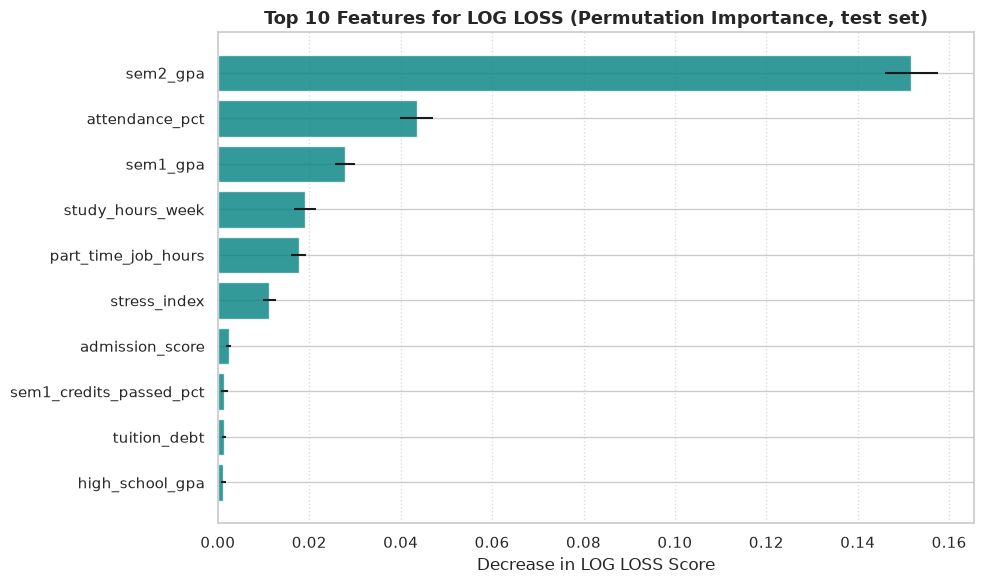 Top 10 Features for LOG LOSS (Permutation Importance, test set)
sem2_gpa
attendance_pct
sem1_gpa
study_hours_week
part_time_job_hours
stress_index
admission_score
sem1_credits_passed_pct
tuition_debt
high_school_gpa
0.00 0.02 0.04 0.06 0.08 0.10 0.12 0.14 0.16
Decrease in LOG LOSS Score